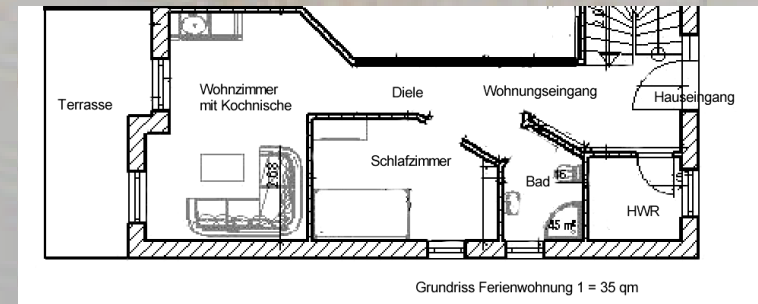 Terrasse
Wohnzimmer
mit Kochnische
Diele
Wohnungseingang
Hauseingang
Schlafzimmer
2.68
Bad
16
45 m²
HWR
Grundriss Ferienwohnung 1 = 35 qm